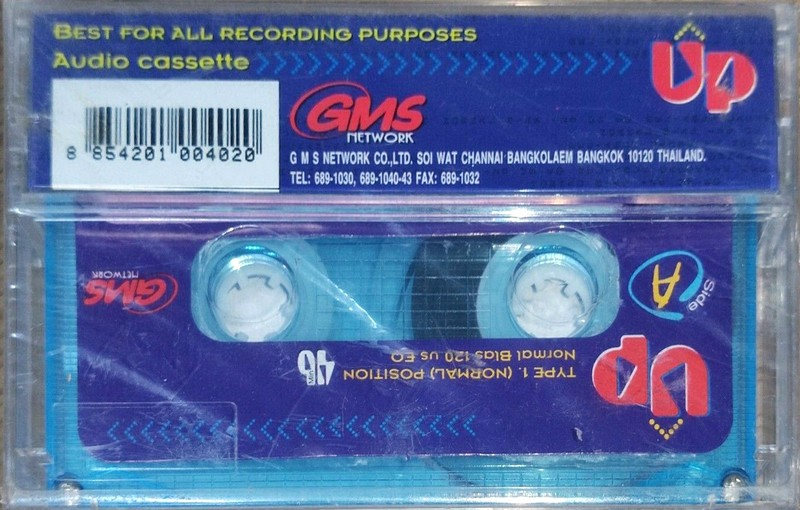 BEST FOR ALL RECORDING PURPOSES
Audio cassette
UP
8 854201 004020
GMS
NETWORK
G M S NETWORK CO.,LTD. SOI WAT CHANNAI BANGKOLAEM BANGKOK 10120 THAILAND.
TEL: 689-1030, 689-1040-43 FAX: 689-1032
UP
TYPE 1. (NORMAL) POSITION
Normal Bias 120 us EQ
46
Min
Side A
GMS
NETWORK